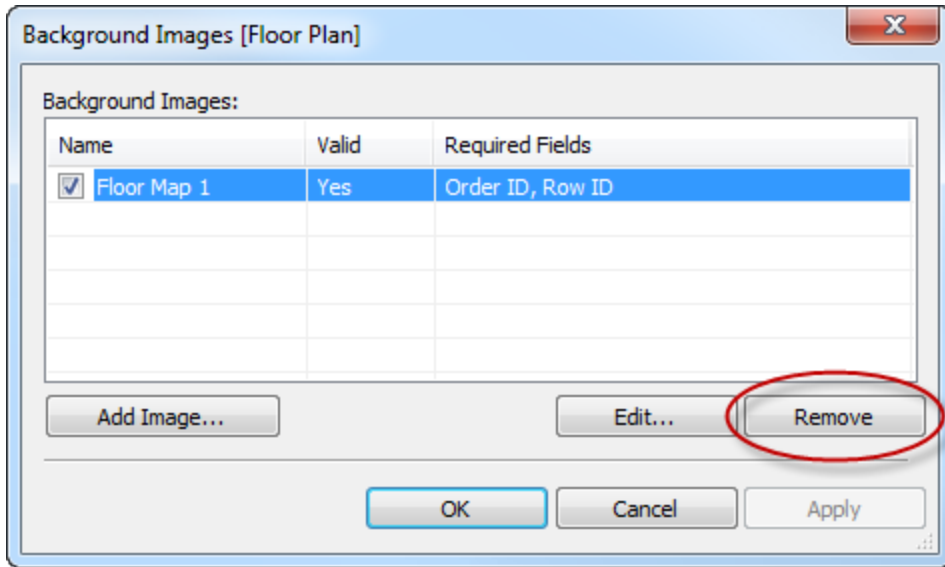 Background Images [Floor Plan]
Background Images:
Name Valid Required Fields
Floor Map 1 Yes Order ID, Row ID
Add Image... Edit... Remove
OK Cancel Apply